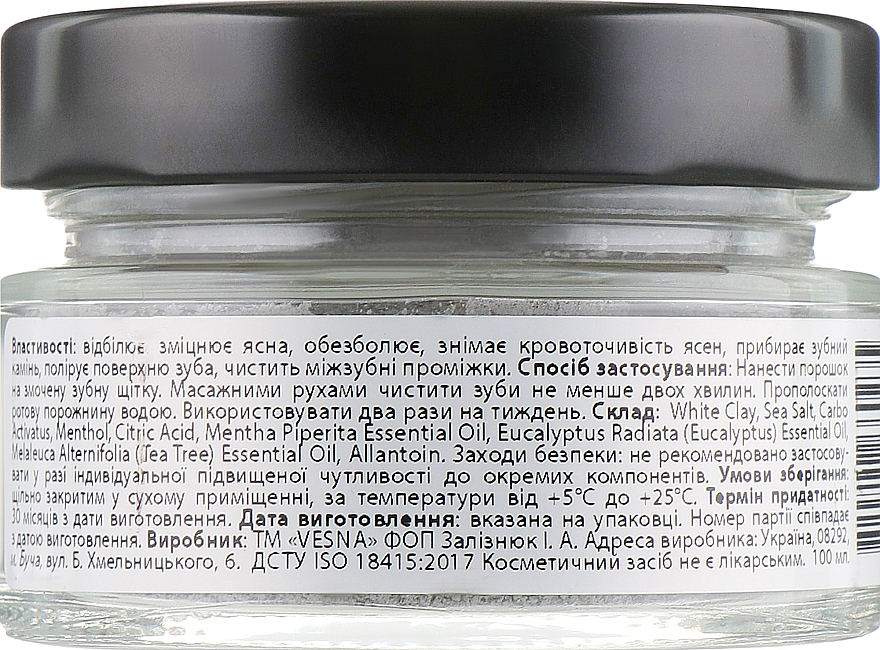 Властивості: відбілює, зміцнює ясна, обезболює, знімає кровоточивість ясен, прибирає зубний
камінь, полірує поверхню зуба, чистить міжзубні проміжки. Спосіб застосування: Нанести порошок
на змочену зубну щітку. Масажними рухами чистити зуби не менше двох хвилин. Прополоскати
ротову порожнину водою. Використовувати два рази на тиждень. Склад: White Clay, Sea Salt, Carbo
Activatus, Menthol, Citric Acid, Mentha Piperita Essential Oil, Eucalyptus Radiata (Eucalyptus) Essential Oil,
Melaleuca Alternifolia (Tea Tree) Essential Oil, Allantoin. Заходи безпеки: не рекомендовано застосову-
вати у разі індивідуальної підвищеної чутливості до окремих компонентів. Умови зберігання:
щільно закритим у сухому приміщенні, за температури від +5°С до +25°С. Термін придатності:
30 місяців з дати виготовлення. Дата виготовлення: вказана на упаковці. Номер партії співпадає
з датою виготовлення. Виробник: ТМ «VESNA» ФОП Залізнюк І. А. Адреса виробника: Україна, 08292,
м. Буча, вул. Б. Хмельницького, 6. ДСТУ ISO 18415:2017 Косметичний засіб не є лікарським. 100 мл.